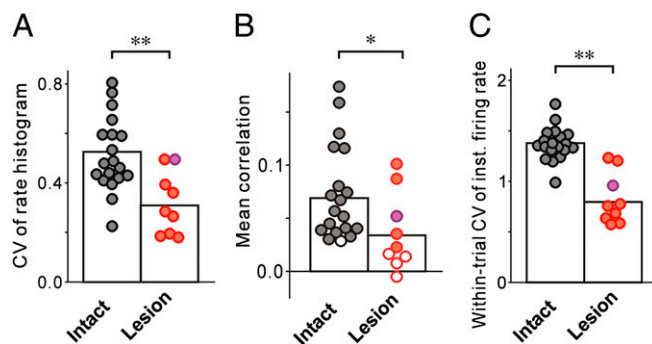 A
**
CV of rate histogram
0.8
0.4
0.0
Intact
Lesion
B
*
Mean correlation
0.1
0.0
Intact
Lesion
C
**
Within-trial CV of inst. firing rate
2
1
0
Intact
Lesion